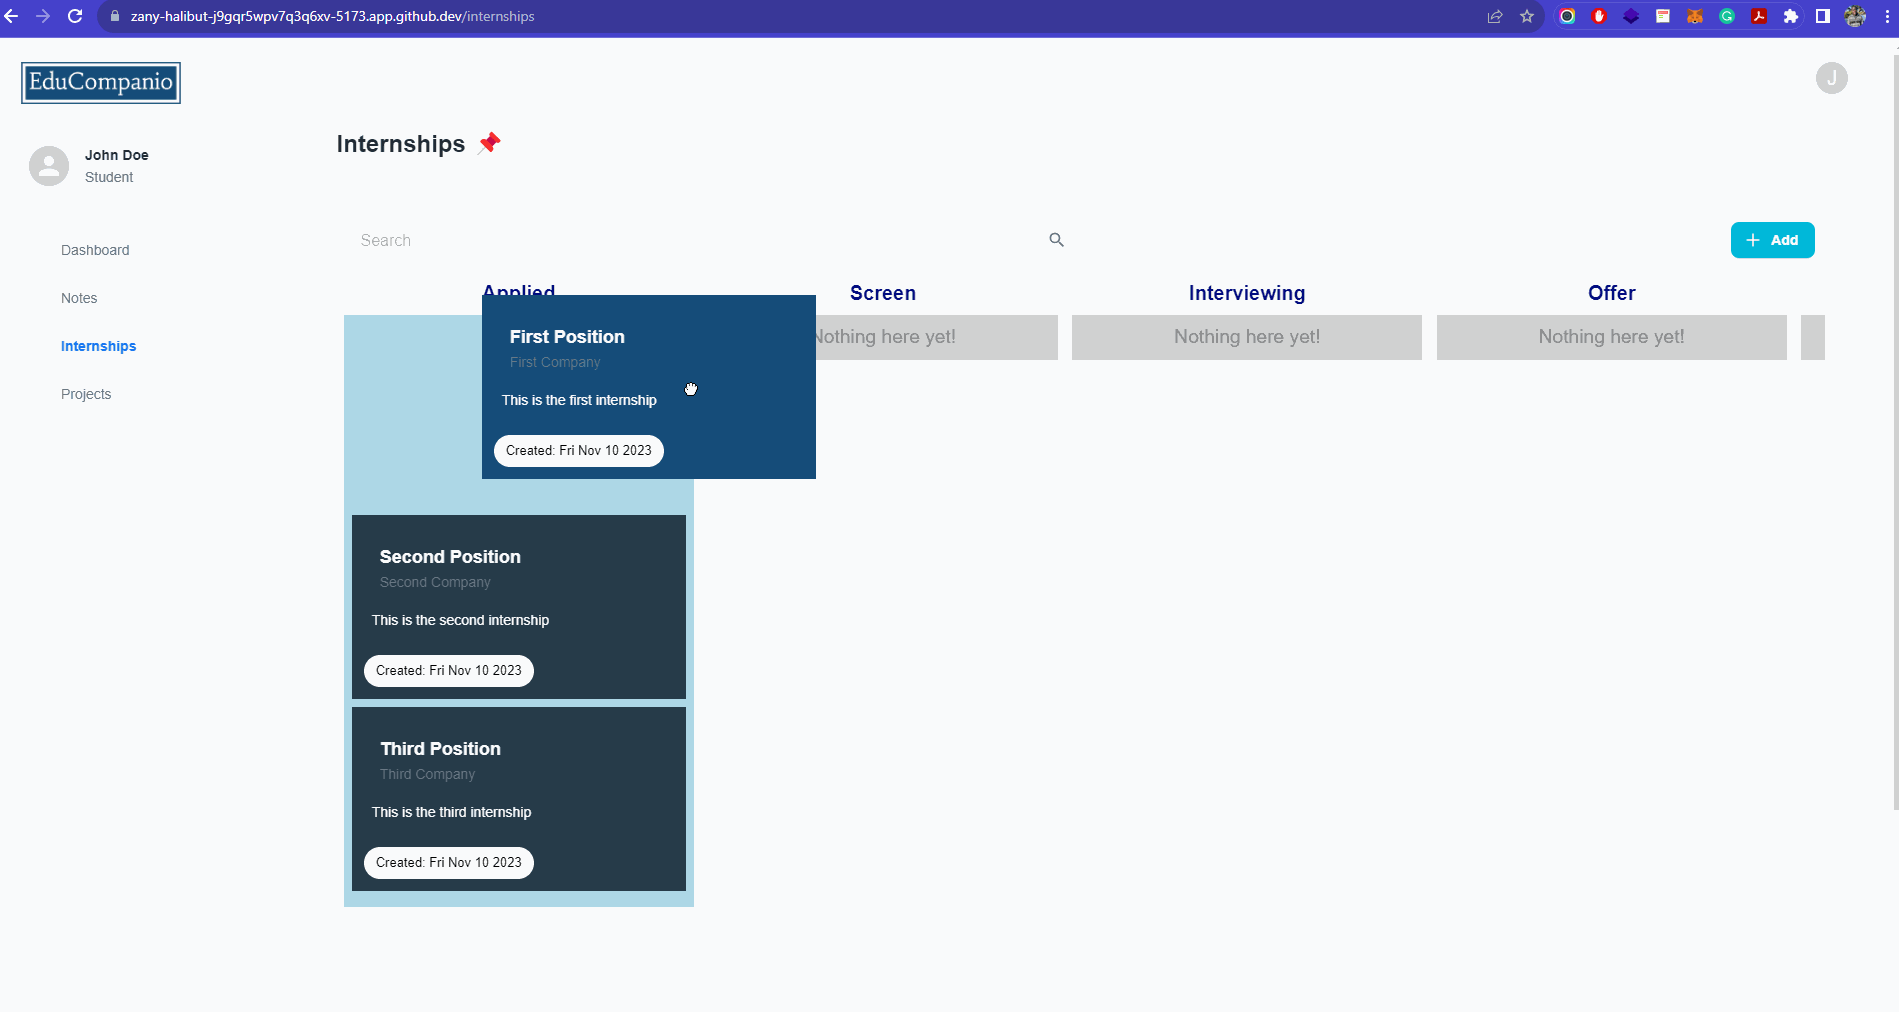 zany-halibut-j9gqr5wpv7q3q6xv-5173.app.github.dev/internships
EduCompanio
J
John Doe
Student
Dashboard
Notes
Internships
Projects
Internships 📌
Search
Add
Applied
Screen
Interviewing
Offer
First Position
First Company
This is the first internship
Created: Fri Nov 10 2023
Nothing here yet!
Nothing here yet!
Nothing here yet!
Second Position
Second Company
This is the second internship
Created: Fri Nov 10 2023
Third Position
Third Company
This is the third internship
Created: Fri Nov 10 2023